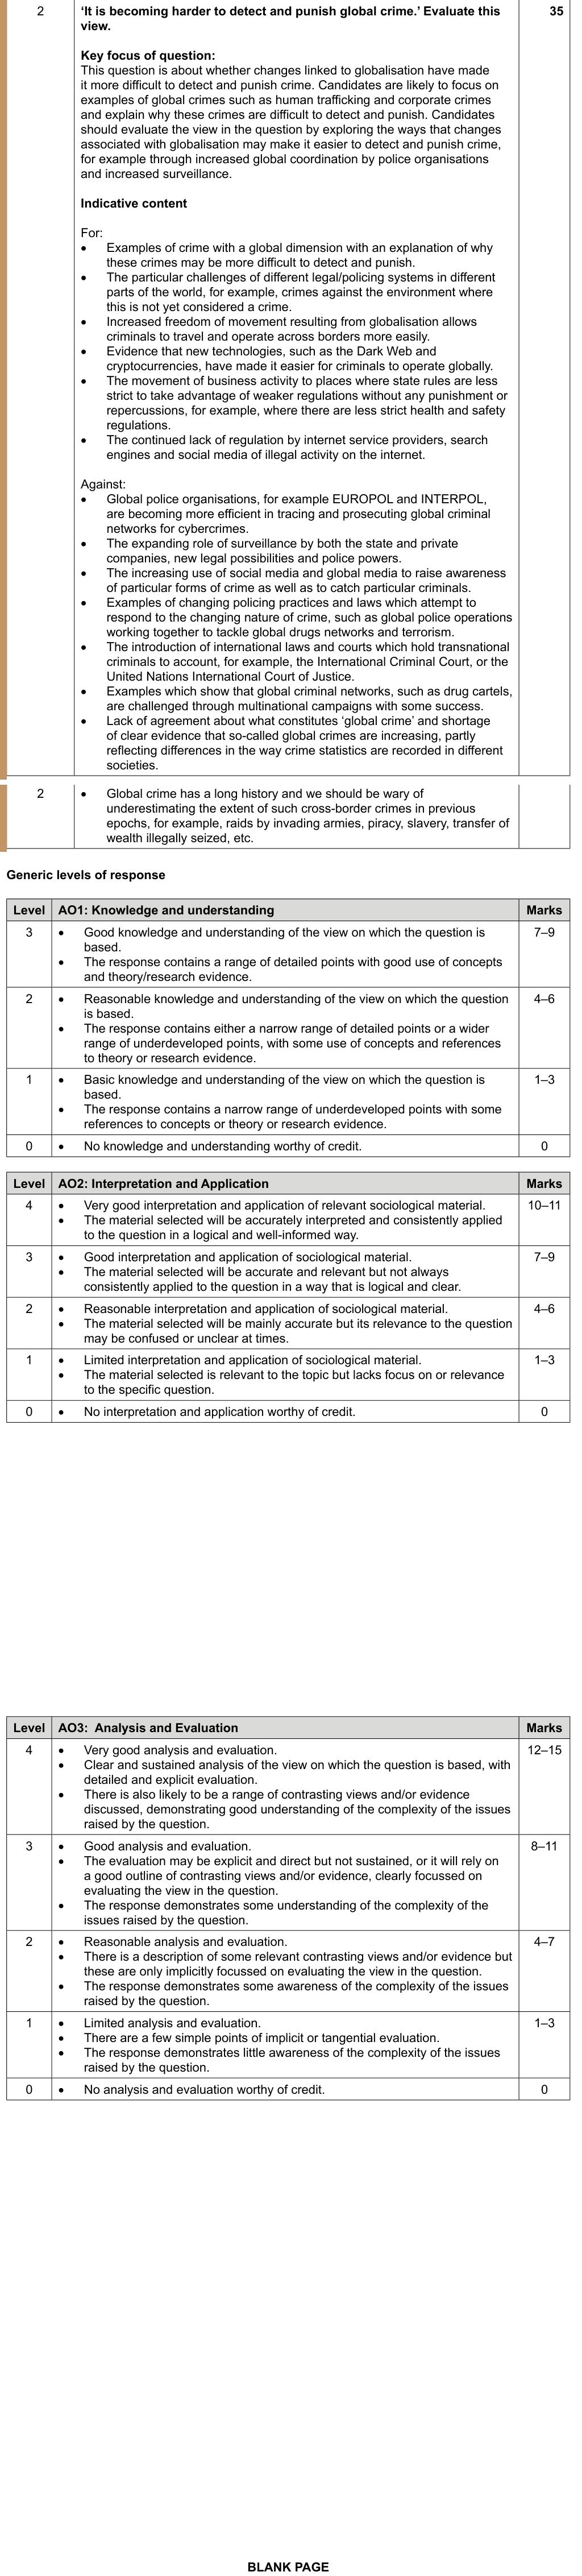 2
‘It is becoming harder to detect and punish global crime.’ Evaluate this
view.
35
Key focus of question:
This question is about whether changes linked to globalisation have made
it more difficult to detect and punish crime. Candidates are likely to focus on
examples of global crimes such as human trafficking and corporate crimes
and explain why these crimes are difficult to detect and punish. Candidates
should evaluate the view in the question by exploring the ways that changes
associated with globalisation may make it easier to detect and punish crime,
for example through increased global coordination by police organisations
and increased surveillance.
Indicative content
For:
• Examples of crime with a global dimension with an explanation of why
these crimes may be more difficult to detect and punish.
• The particular challenges of different legal/policing systems in different
parts of the world, for example, crimes against the environment where
this is not yet considered a crime.
• Increased freedom of movement resulting from globalisation allows
criminals to travel and operate across borders more easily.
• Evidence that new technologies, such as the Dark Web and
cryptocurrencies, have made it easier for criminals to operate globally.
• The movement of business activity to places where state rules are less
strict to take advantage of weaker regulations without any punishment or
repercussions, for example, where there are less strict health and safety
regulations.
• The continued lack of regulation by internet service providers, search
engines and social media of illegal activity on the internet.
Against:
• Global police organisations, for example EUROPOL and INTERPOL,
are becoming more efficient in tracing and prosecuting global criminal
networks for cybercrimes.
• The expanding role of surveillance by both the state and private
companies, new legal possibilities and police powers.
• The increasing use of social media and global media to raise awareness
of particular forms of crime as well as to catch particular criminals.
• Examples of changing policing practices and laws which attempt to
respond to the changing nature of crime, such as global police operations
working together to tackle global drugs networks and terrorism.
• The introduction of international laws and courts which hold transnational
criminals to account, for example, the International Criminal Court, or the
United Nations International Court of Justice.
• Examples which show that global criminal networks, such as drug cartels,
are challenged through multinational campaigns with some success.
• Lack of agreement about what constitutes ‘global crime’ and shortage
of clear evidence that so-called global crimes are increasing, partly
reflecting differences in the way crime statistics are recorded in different
societies.
2
• Global crime has a long history and we should be wary of
underestimating the extent of such cross-border crimes in previous
epochs, for example, raids by invading armies, piracy, slavery, transfer of
wealth illegally seized, etc.
Generic levels of response
Level AO1: Knowledge and understanding Marks
3 • Good knowledge and understanding of the view on which the question is 7–9
based.
• The response contains a range of detailed points with good use of concepts
and theory/research evidence.
2 • Reasonable knowledge and understanding of the view on which the question 4–6
is based.
• The response contains either a narrow range of detailed points or a wider
range of underdeveloped points, with some use of concepts and references
to theory or research evidence.
1 • Basic knowledge and understanding of the view on which the question is 1–3
based.
• The response contains a narrow range of underdeveloped points with some
references to concepts or theory or research evidence.
0 • No knowledge and understanding worthy of credit. 0
Level AO2: Interpretation and Application Marks
4 • Very good interpretation and application of relevant sociological material. 10–11
• The material selected will be accurately interpreted and consistently applied
to the question in a logical and well-informed way.
3 • Good interpretation and application of sociological material. 7–9
• The material selected will be accurate and relevant but not always
consistently applied to the question in a way that is logical and clear.
2 • Reasonable interpretation and application of sociological material. 4–6
• The material selected will be mainly accurate but its relevance to the question
may be confused or unclear at times.
1 • Limited interpretation and application of sociological material. 1–3
• The material selected is relevant to the topic but lacks focus on or relevance
to the specific question.
0 • No interpretation and application worthy of credit. 0
Level AO3: Analysis and Evaluation Marks
4 • Very good analysis and evaluation. 12–15
• Clear and sustained analysis of the view on which the question is based, with
detailed and explicit evaluation.
• There is also likely to be a range of contrasting views and/or evidence
discussed, demonstrating good understanding of the complexity of the issues
raised by the question.
3 • Good analysis and evaluation. 8–11
• The evaluation may be explicit and direct but not sustained, or it will rely on
a good outline of contrasting views and/or evidence, clearly focussed on
evaluating the view in the question.
• The response demonstrates some understanding of the complexity of the
issues raised by the question.
2 • Reasonable analysis and evaluation. 4–7
• There is a description of some relevant contrasting views and/or evidence but
these are only implicitly focussed on evaluating the view in the question.
• The response demonstrates some awareness of the complexity of the issues
raised by the question.
1 • Limited analysis and evaluation. 1–3
• There are a few simple points of implicit or tangential evaluation.
• The response demonstrates little awareness of the complexity of the issues
raised by the question.
0 • No analysis and evaluation worthy of credit. 0
BLANK PAGE